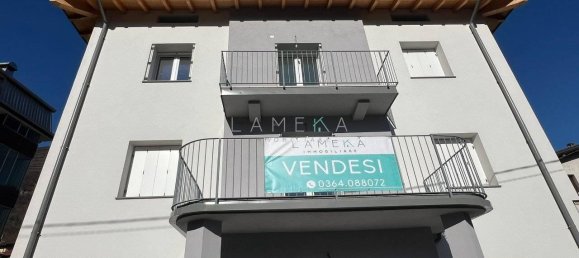 LAMEKA
LAMEKA
IMMOBILIARE
VENDESI
0364.088072